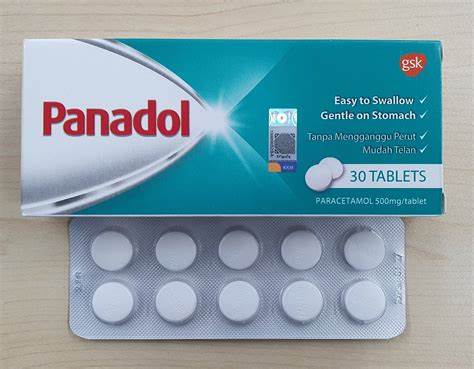 Panadol
gsk
Easy to Swallow ✓
Gentle on Stomach ✓
Tanpa Mengganggu Perut ✓
Mudah Telan ✓
30 TABLETS
PARACETAMOL 500mg/tablet